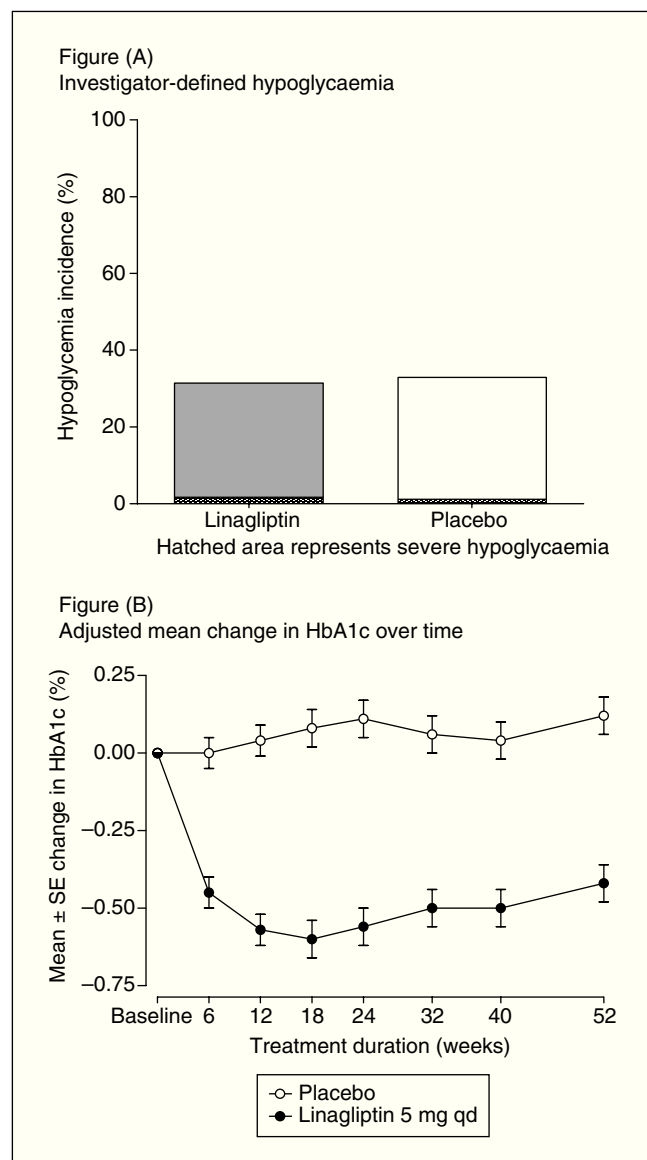 Figure (A)
Investigator-defined hypoglycaemia
Hypoglycemia incidence (%)
100
80
60
40
20
0
Linagliptin Placebo
Hatched area represents severe hypoglycaemia
Figure (B)
Adjusted mean change in HbA1c over time
Mean ± SE change in HbA1c (%)
0.25
0.00
−0.25
−0.50
−0.75
Baseline 6 12 18 24 32 40 52
Treatment duration (weeks)
Placebo
Linagliptin 5 mg qd